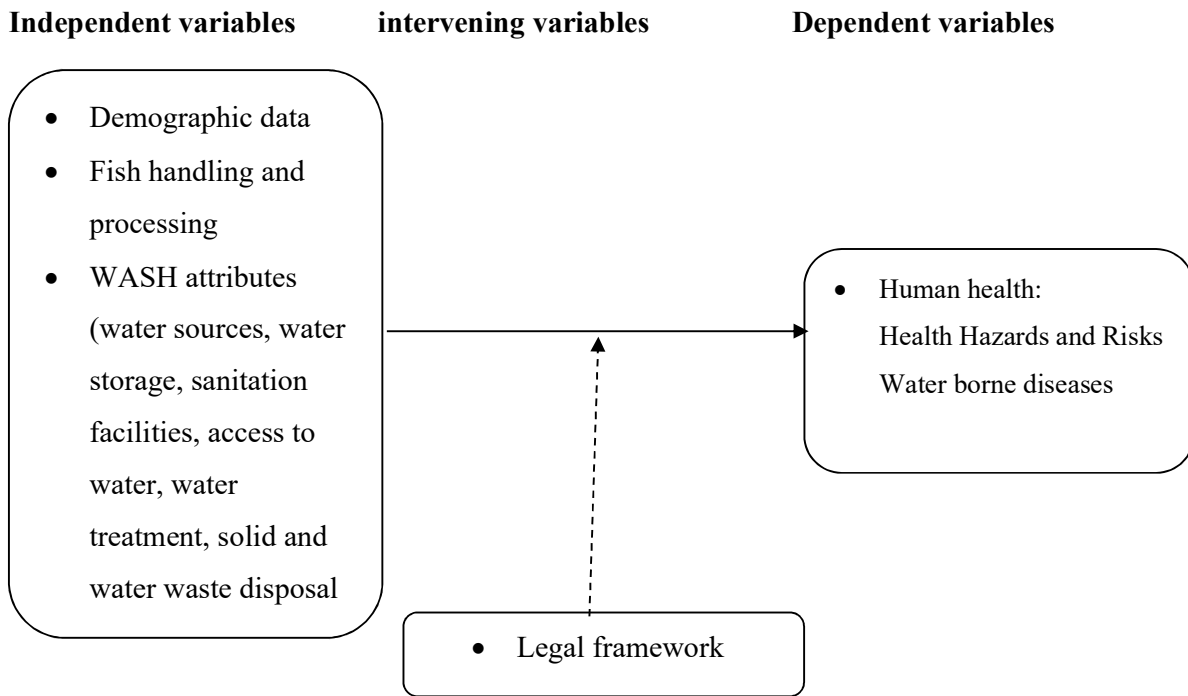 Independent variables intervening variables Dependent variables
• Demographic data
• Fish handling and
processing
• WASH attributes
(water sources, water
storage, sanitation
facilities, access to
water, water
treatment, solid and
water waste disposal
• Human health:
Health Hazards and Risks
Water borne diseases
• Legal framework